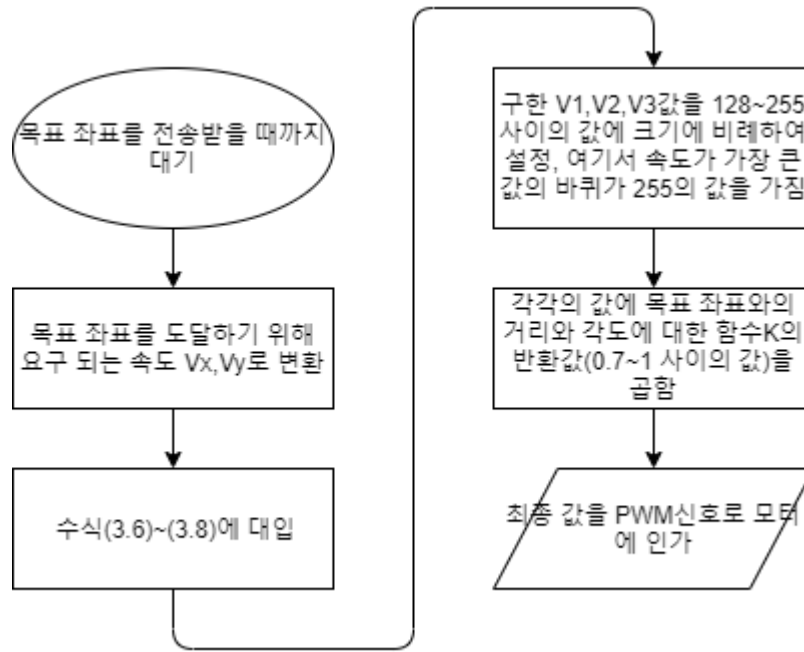 목표 좌표를 전송받을 때까지
대기
목표 좌표를 도달하기 위해
요구 되는 속도 Vx,Vy로 변환
수식(3.6)~(3.8)에 대입
구한 V1,V2,V3값을 128~255
사이의 값에 크기에 비례하여
설정, 여기서 속도가 가장 큰
값의 바퀴가 255의 값을 가짐
각각의 값에 목표 좌표와의
거리와 각도에 대한 함수K의
반환값(0.7~1 사이의 값)을
곱함
최종 값을 PWM신호로 모터
에 인가